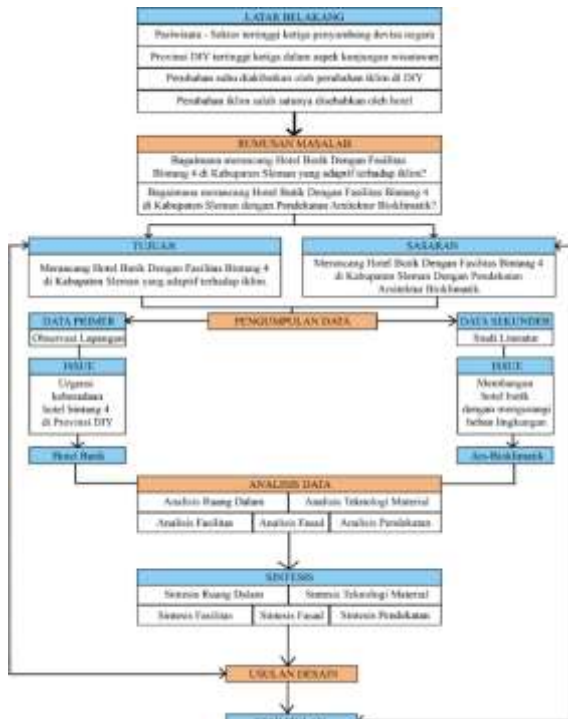 LATAR BELAKANG
Pariwisata - Sektor tertinggi ketiga penyumbang devisa negara
Provinsi DIY tertinggi ketiga dalam aspek kunjungan wisatawan
Perubahan suhu diakibatkan oleh perubahan iklim di DIY
Perubahan iklim salah satunya disebabkan oleh hotel
RUMUSAN MASALAH
Bagaimana merancang Hotel Butik Dengan Fasilitas
Bintang 4 di Kabupaten Sleman yang adaptif terhadap iklim?
Bagaimana merancang Hotel Butik Dengan Fasilitas Bintang 4
di Kabupaten Sleman dengan Pendekatan Arsitektur Bioklimatik?
TUJUAN
Merancang Hotel Butik Dengan Fasilitas Bintang 4
di Kabupaten Sleman yang adaptif terhadap iklim.
SASARAN
Merancang Hotel Butik Dengan Fasilitas Bintang 4
di Kabupaten Sleman Dengan Pendekatan
Arsitektur Bioklimatik.
DATA PRIMER
PENGUMPULAN DATA
DATA SEKUNDER
Observasi Lapangan
Studi Literatur
ISSUE
Urgensi
keberadaan
hotel bintang 4
di Provinsi DIY
ISSUE
Membangun
hotel butik
dengan mengurangi
beban lingkungan.
Hotel Butik
Ars-Bioklimatik
ANALISIS DATA
Analisis Ruang Dalam
Analisis Teknologi Material
Analisis Fasilitas
Analisis Fasad
Analisis Pendekatan
SINTESIS
Sintesis Ruang Dalam
Sintesis Teknologi Material
Sintesis Fasilitas
Sintesis Fasad
Sintesis Pendekatan
USULAN DESAIN